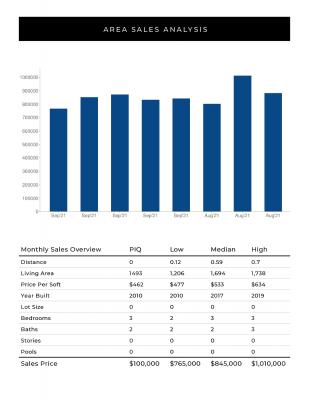 AREA SALES ANALYSIS
1000000
900000
800000
700000
600000
500000
400000
300000
200000
100000
0
Sep'21 Sep'21 Sep'21 Sep'21 Sep'21 Aug'21 Aug'21 Aug'21
Monthly Sales Overview PIQ Low Median High
Distance 0 0.12 0.59 0.7
Living Area 1493 1,206 1,694 1,738
Price Per Soft $462 $477 $533 $634
Year Built 2010 2010 2017 2019
Lot Size 0 0 0 0
Bedrooms 3 2 3 3
Baths 2 2 2 3
Stories 0 0 0 0
Pools 0 0 0 0
Sales Price $100,000 $765,000 $845,000 $1,010,000